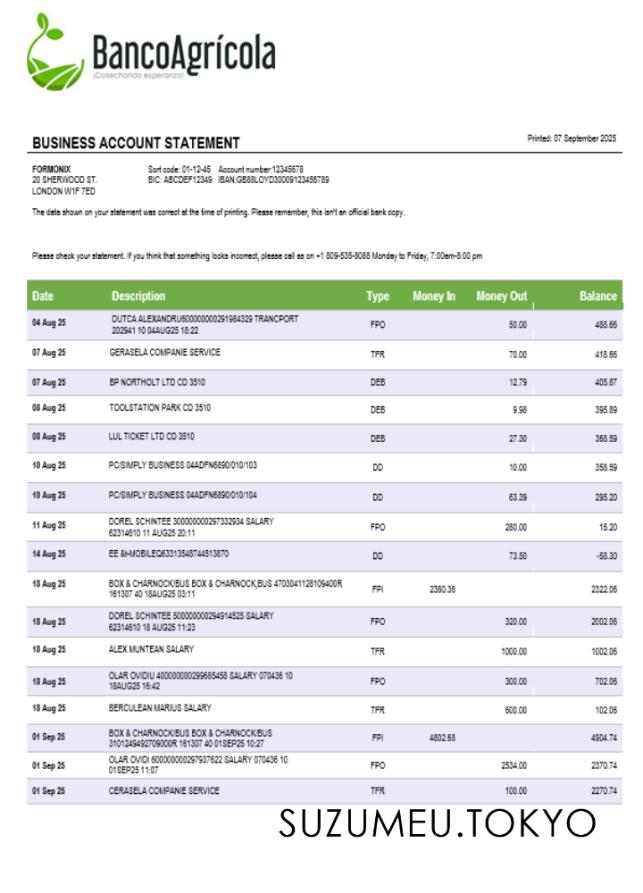 BancoAgrícola
¡Cosechando esperanza!
BUSINESS ACCOUNT STATEMENT
Printed: 07 September 2025
FORMONIX
20 SHERWOOD ST.
LONDON W1F 7ED
Sort code: 01-12-45 Account number:12345678
BIC: ABCDEF12349 IBAN:GB88LOYD30009123456789
The data shown on your statement was correct at the time of printing. Please remember, this isn't an official bank copy.
Please check your statement. If you think that something looks incorrect, please call as on +1 809-535-8088 Monday to Friday, 7:00am-8:00 pm
Date Description Type Money In Money Out Balance
04 Aug 25 DUTCA ALEXANDRU500000000291984329 TRANCPORT FPO 50.00 488.66
202941 10 04AUG25 18:22
07 Aug 25 GERASELA COMPANIE SERVICE TFR 70.00 418.66
07 Aug 25 BP NORTHOLT LTD CD 3510 DEB 12.79 405.87
08 Aug 25 TOOLSTATION PARK CD 3510 DEB 9.98 395.89
08 Aug 25 LUL TICKET LTD CD 3510 DEB 27.30 368.59
10 Aug 25 PC/SIMPLY BUSINESS 04ADFN6890/010/103 DD 10.00 358.59
10 Aug 25 PC/SIMPLY BUSINESS 04ADFN6890/010/104 DD 63.39 295.20
11 Aug 25 DOREL SCHINTEE 300000000297332934 SALARY FPO 280.00 15.20
62314610 11 AUG25 20:11
14 Aug 25 EE &MOBILEQ63313548744513870 DD 73.50 -58.30
18 Aug 25 BOX & CHARNOCK/BUS BOX & CHARNOCK,BUS 4703041128109400R FPI 2380.36 2322.06
161307 40 18AUG25 03:11
18 Aug 25 DOREL SCHINTEE 500000000294914525 SALARY FPO 320.00 2002.06
62314610 18 AUG25 11:23
18 Aug 25 ALEX MUNTEAN SALARY TFR 1000.00 1002.06
18 Aug 25 OLAR OVIDIU 400000000299685458 SALARY 070436 10 FPO 300.00 702.06
18AUG25 16:42
18 Aug 25 BERCULEAN MARIUS SALARY TFR 600.00 102.06
01 Sep 25 BOX & CHARNOCK/BUS BOX & CHARNOCK/BUS FPI 4802.68 4904.74
3101249492709000R 161307 40 01SEP25 10:27
01 Sep 25 OLAR OVIDI 600000000297937622 SALARY 070436 10 FPO 2534.00 2370.74
01SEP25 11:07
01 Sep 25 CERASELA COMPANIE SERVICE TFR 100.00 2270.74
SUZUMEU.TOKYO